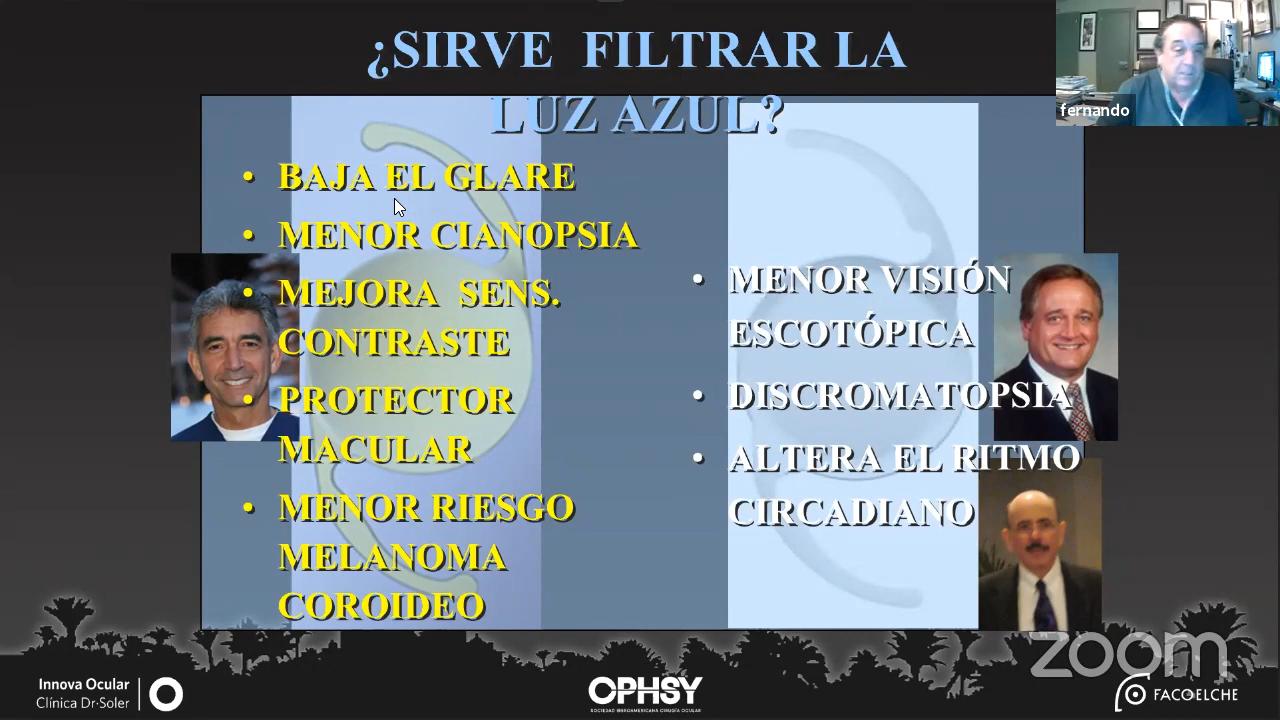 ¿SIRVE FILTRAR LA
LUZ AZUL?
fernando
• BAJA EL GLARE
• MENOR CIANOPSIA
• MEJORA SENS.
CONTRASTE
• PROTECTOR
MACULAR
• MENOR RIESGO
MELANOMA
COROIDEO
• MENOR VISIÓN
ESCOTÓPICA
• DISCROMATOPSIA
• ALTERA EL RITMO
CIRCADIANO
zoom
Innova Ocular
Clínica Dr·Soler
OPHSY
SOCIEDAD IBEROAMERICANA CIRUGÍA OCULAR
FACOELCHE